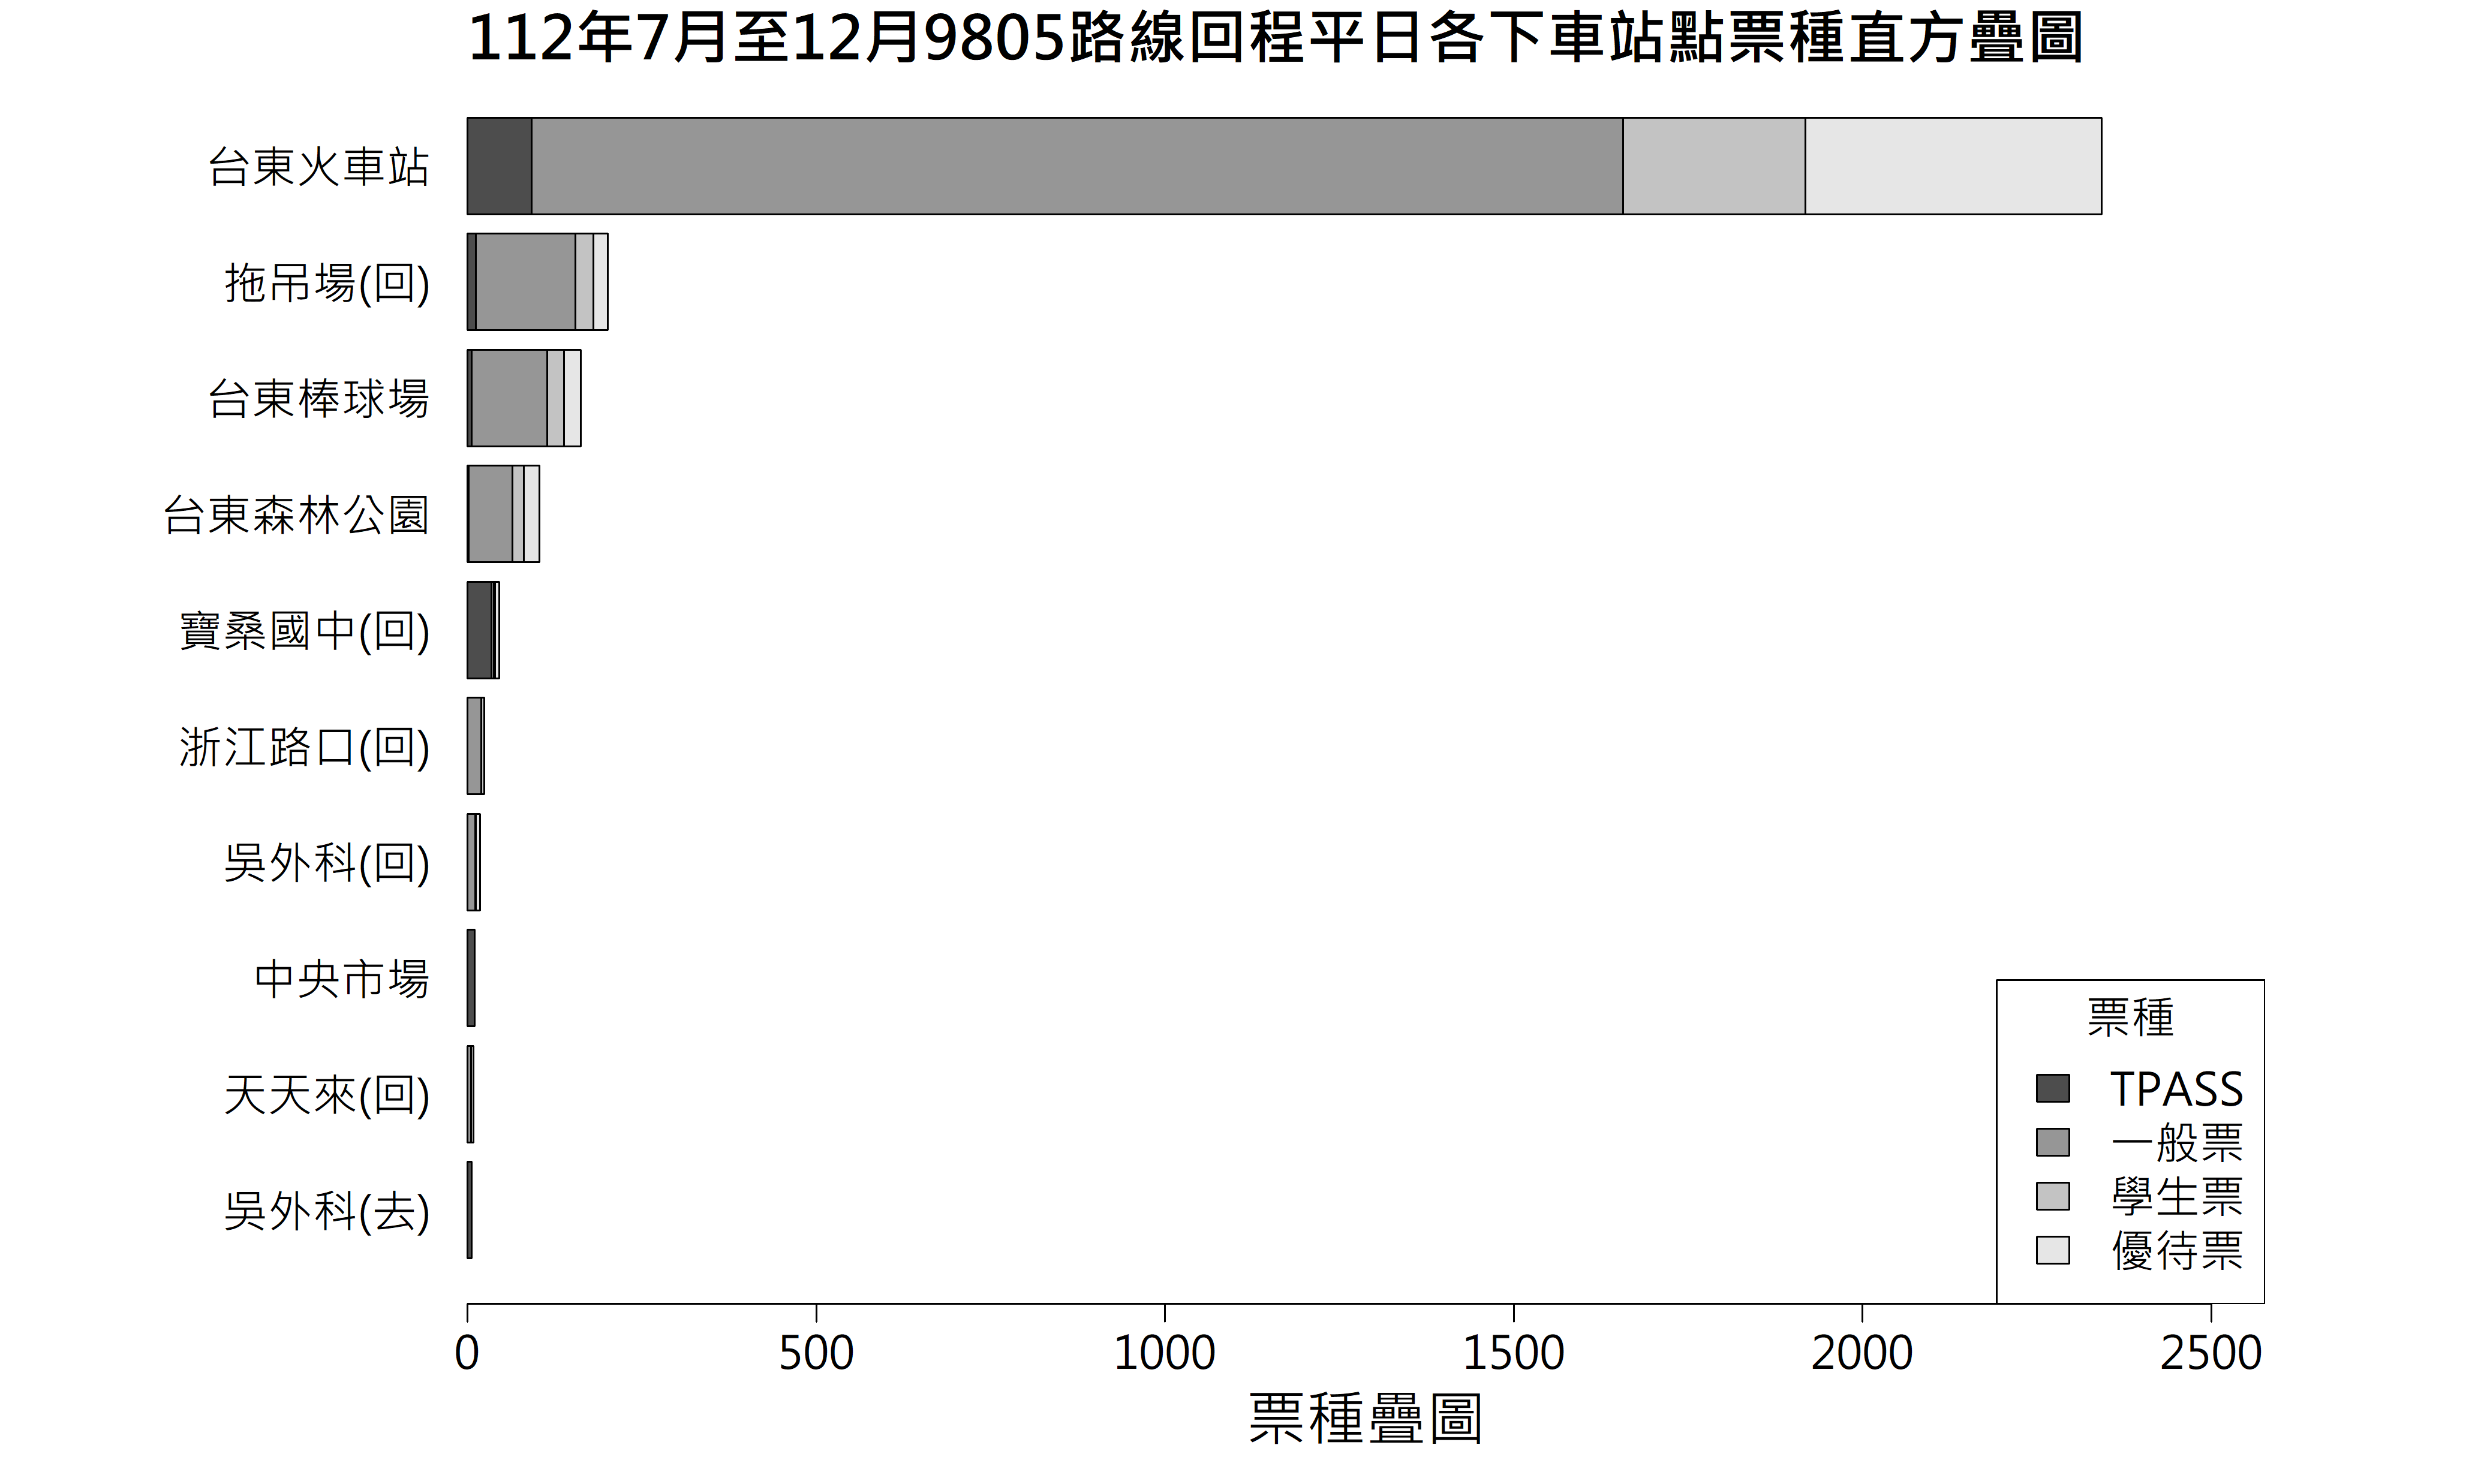 112年7月至12月9805路線回程平日各下車站點票種直方疊圖
台東火車站
拖吊場(回)
台東棒球場
台東森林公園
寶桑國中(回)
浙江路口(回)
吳外科(回)
中央市場
天天來(回)
吳外科(去)
票種
TPASS
一般票
學生票
優待票
0 500 1000 1500 2000 2500
票種疊圖